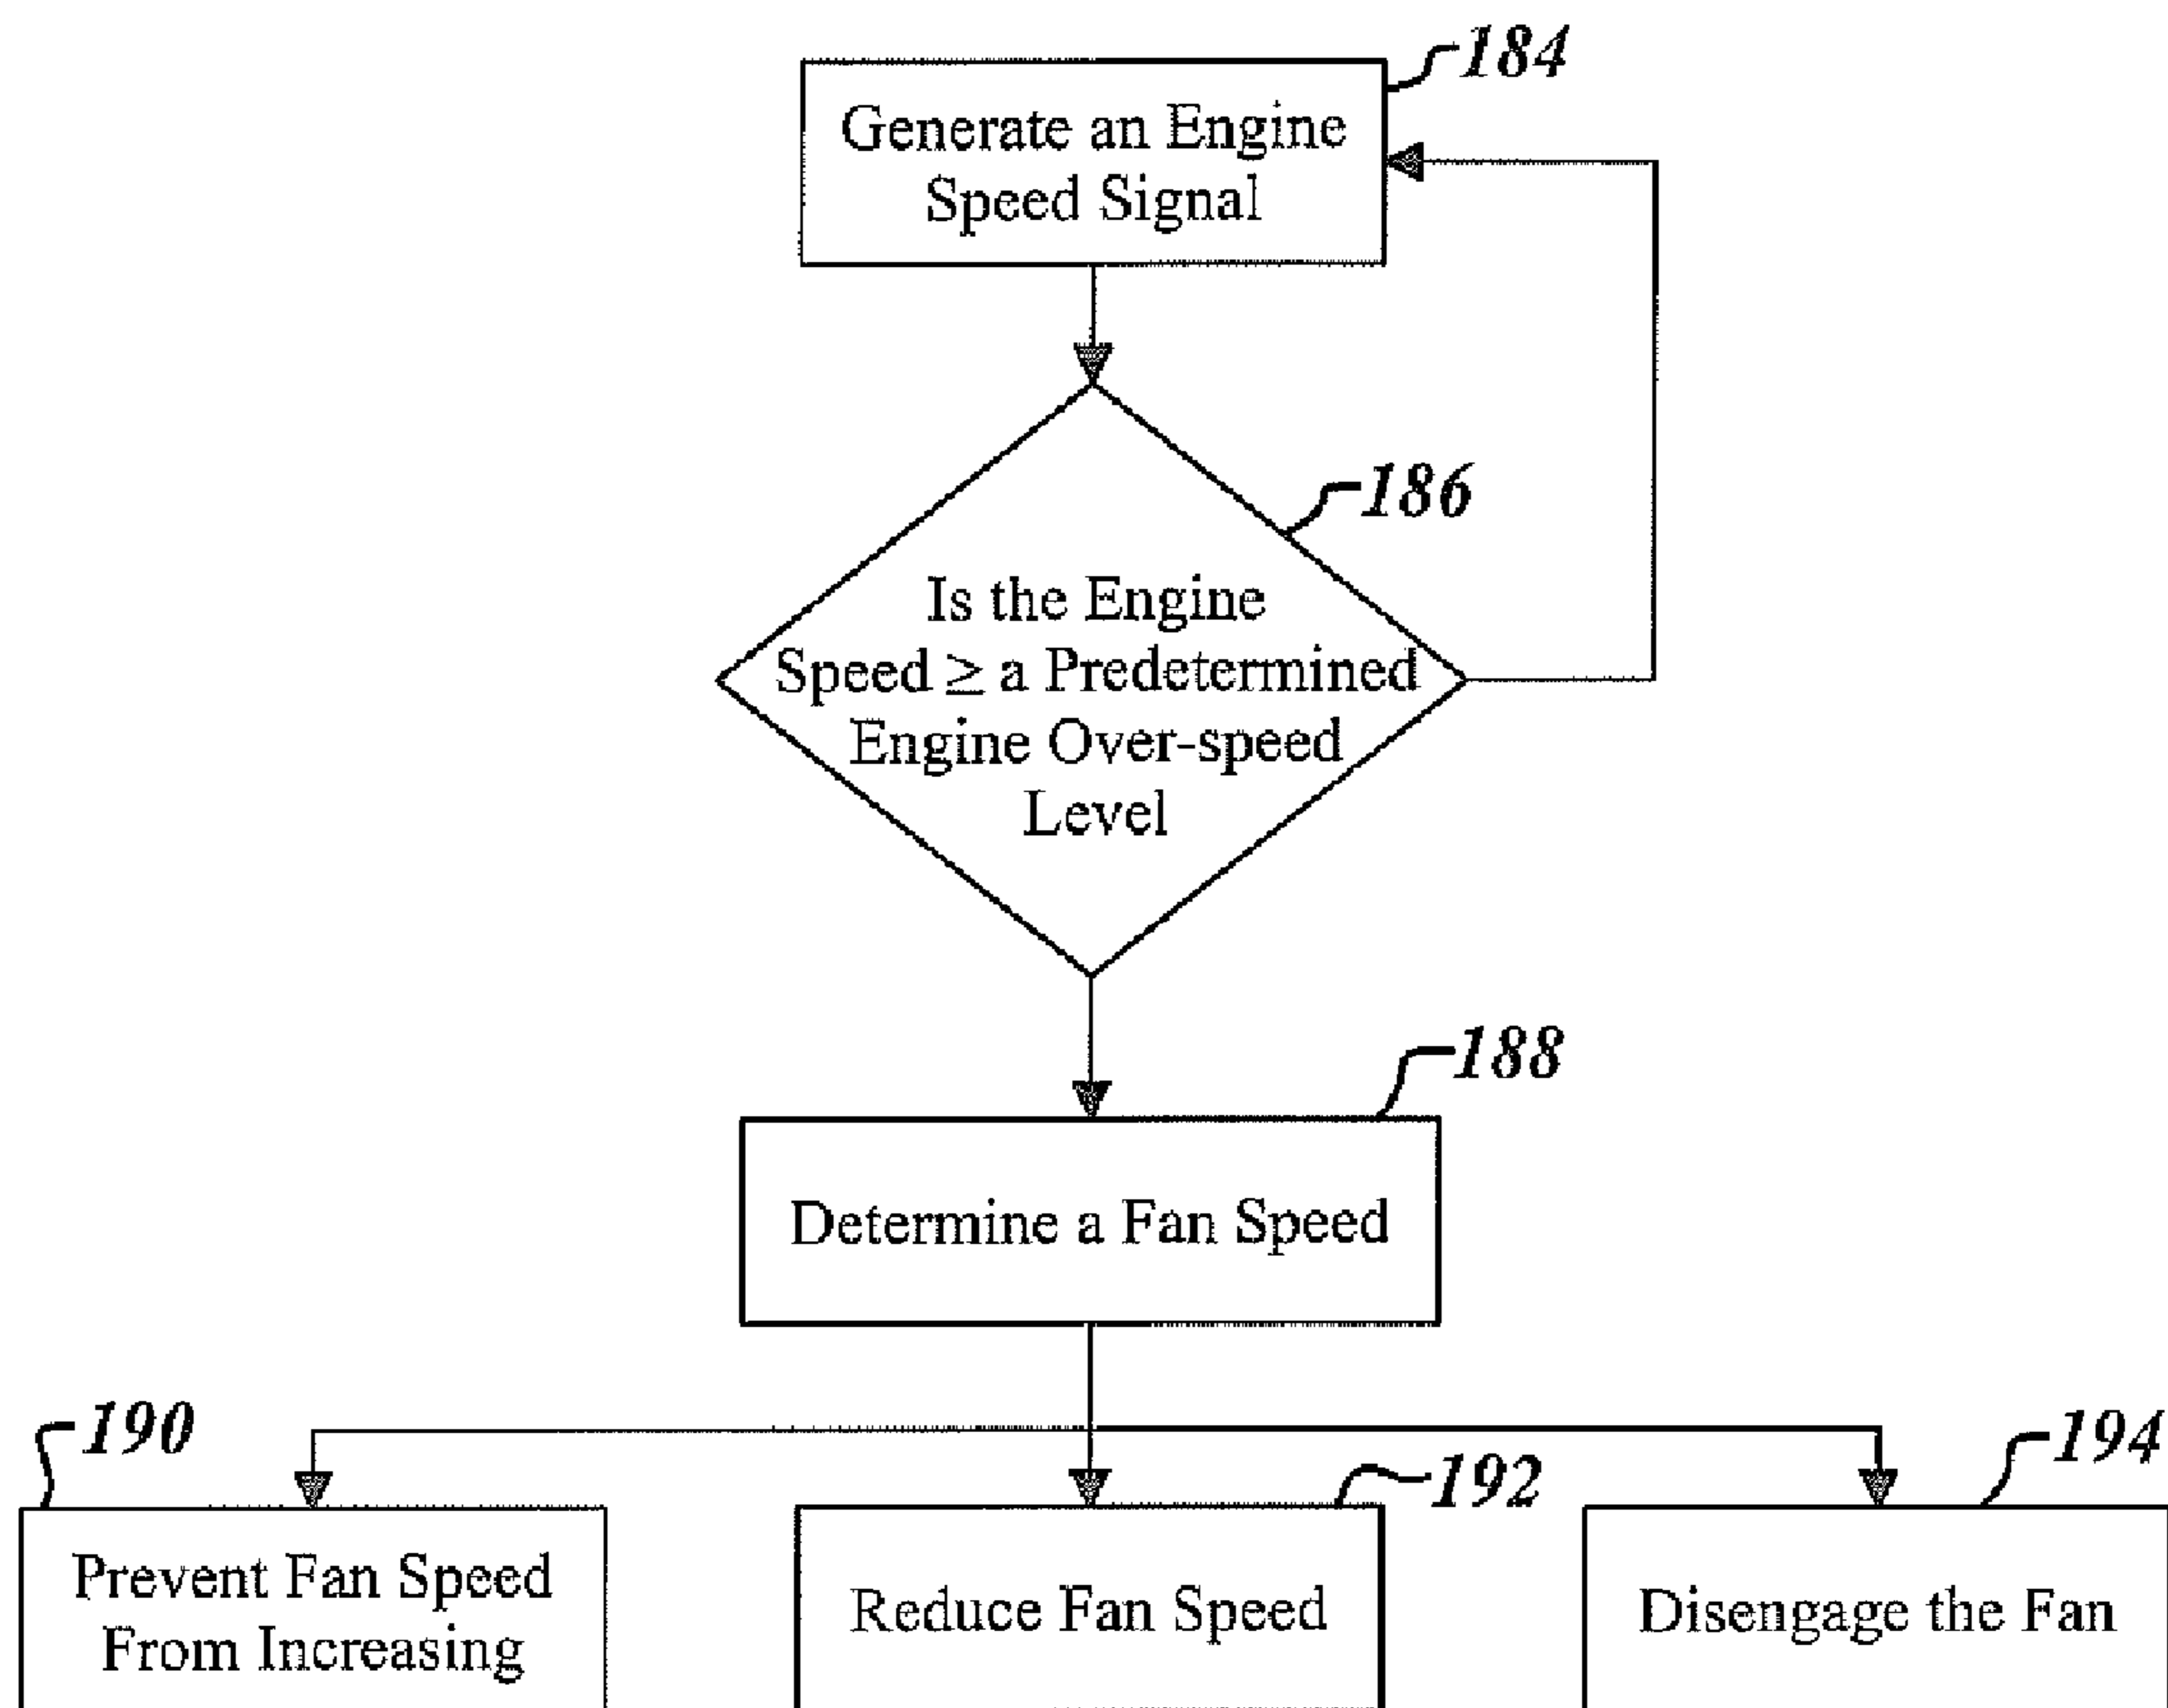 184
Generate an Engine
Speed Signal
186
Is the Engine
Speed ≥ a Predetermined
Engine Over-speed
Level
188
Determine a Fan Speed
190
Prevent Fan Speed
From Increasing
192
Reduce Fan Speed
194
Disengage the Fan